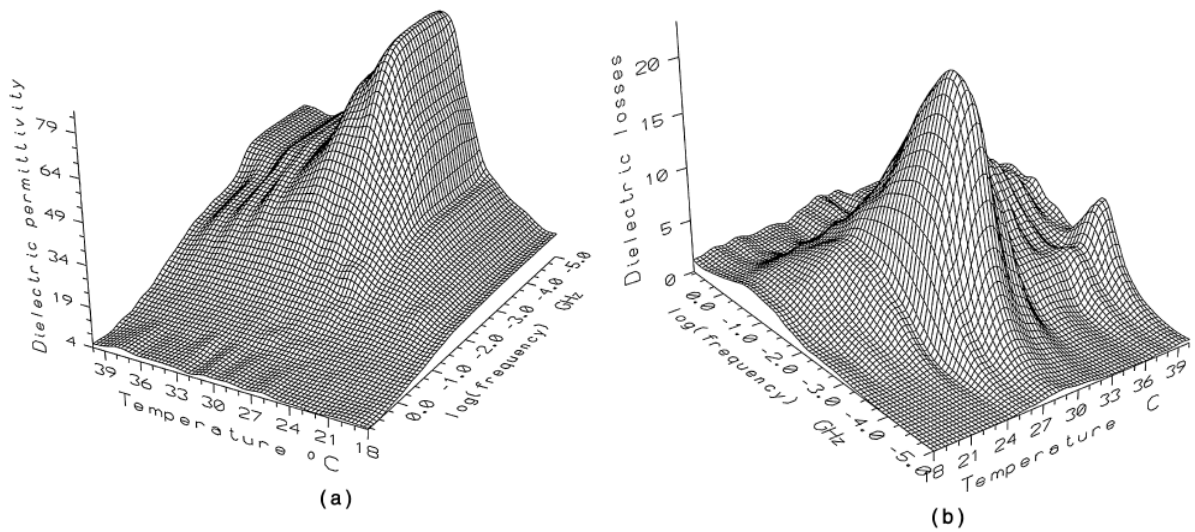 Dielectric permittivity
79
64
49
34
19
4
39 36 33 30 27 24 21 18
Temperature °C
0.0 -1.0 -2.0 -3.0 -4.0 -5.0
log(frequency) GHz
(a)
Dielectric losses
20
15
10
5
0
0.0 -1.0 -2.0 -3.0 -4.0 -5.0
log(frequency) GHz
18 21 24 27 30 33 36 39
Temperature C
(b)